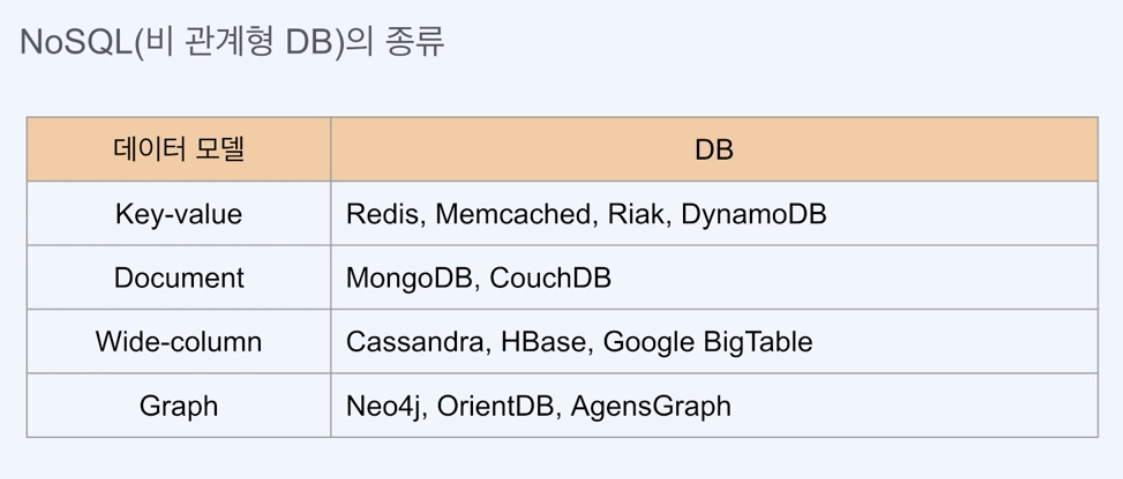 NoSQL(비 관계형 DB)의 종류
데이터 모델 DB
Key-value Redis, Memcached, Riak, DynamoDB
Document MongoDB, CouchDB
Wide-column Cassandra, HBase, Google BigTable
Graph Neo4j, OrientDB, AgensGraph